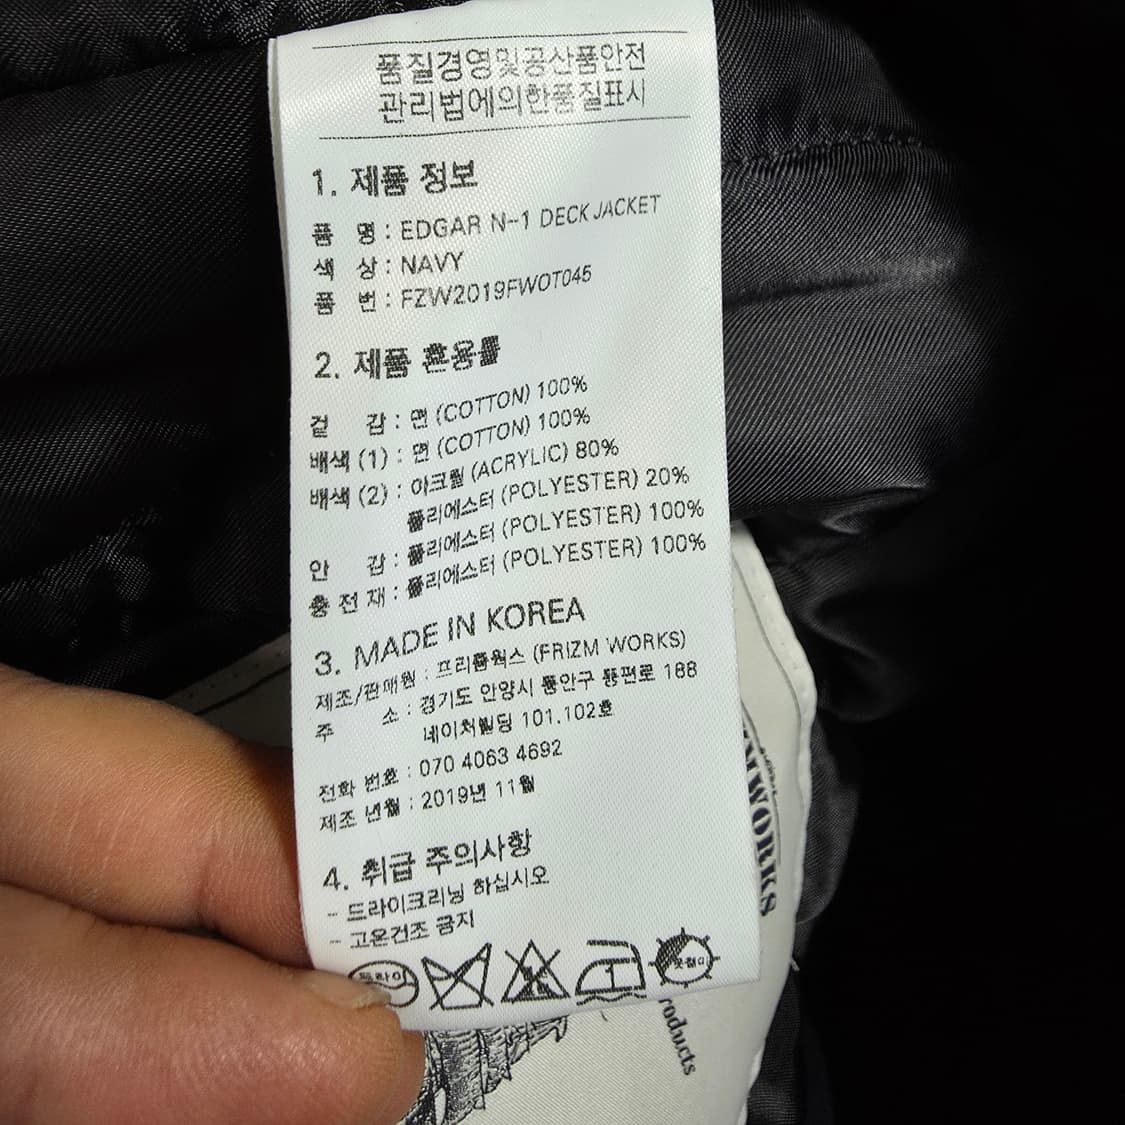 품질경영및공산품안전
관리법에의한품질표시
1. 제품 정보
품 명 : EDGAR N-1 DECK JACKET
색 상 : NAVY
품 번 : FZW2019FWOT045
2. 제품 혼용률
겉 감 : 면 (COTTON) 100%
배색 (1) : 면 (COTTON) 100%
배색 (2) : 아크릴 (ACRYLIC) 80%
폴리에스터 (POLYESTER) 20%
안 감 : 폴리에스터 (POLYESTER) 100%
충 전 재 : 폴리에스터 (POLYESTER) 100%
3. MADE IN KOREA
제조/판매원 : 프리즘웍스 (FRIZM WORKS)
주 소 : 경기도 안양시 동안구 동편로 188
네이처빌딩 101.102호
전화 번호 : 070 4063 4692
제조 년월 : 2019년 11월
4. 취급 주의사항
- 드라이크리닝 하십시오
- 고온건조 금지
드라이
옷걸이